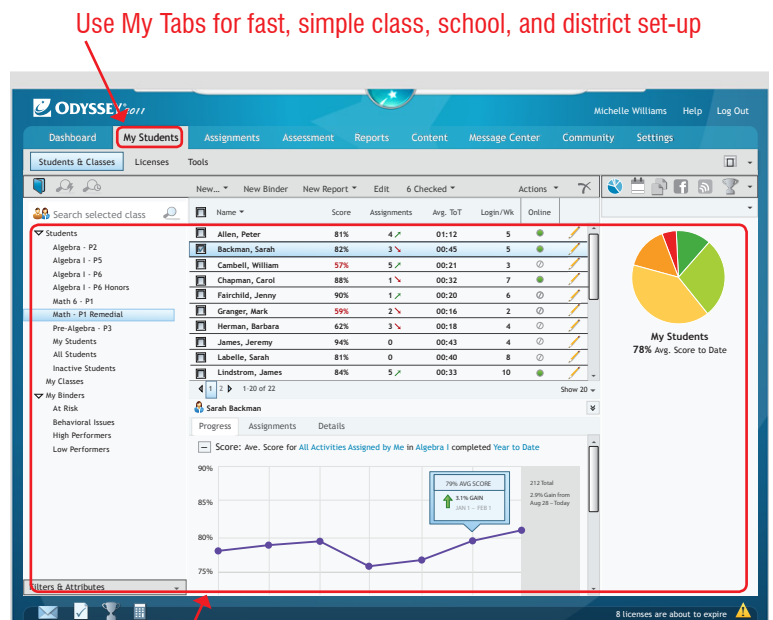 Use My Tabs for fast, simple class, school, and district set-up
ODYSSEY 2011
Michelle Williams Help Log Out
Dashboard My Students Assignments Assessment Reports Content Message Center Community Settings
Students & Classes Licenses Tools
New... New Binder New Report Edit 6 Checked Actions
Search selected class
Name Score Assignments Avg. ToT Login/Wk Online
Students
Algebra - P2
Algebra I - P5
Algebra I - P6
Algebra I - P6 Honors
Math 6 - P1
Math - P1 Remedial
Pre-Algebra - P3
My Students
All Students
Inactive Students
My Classes
My Binders
At Risk
Behavioral Issues
High Performers
Low Performers
Filters & Attributes
Allen, Peter 81% 4 01:12 5
Backman, Sarah 82% 3 00:45 5
Cambell, William 57% 5 00:21 3
Chapman, Carol 88% 1 00:32 7
Fairchild, Jenny 90% 1 00:20 6
Granger, Mark 59% 2 00:16 2
Herman, Barbara 62% 3 00:18 4
James, Jeremy 94% 0 00:43 4
Labelle, Sarah 81% 0 00:40 8
Lindstrom, James 84% 5 00:33 10
1 2 1-20 of 22 Show 20
Sarah Backman
Progress Assignments Details
Score: Ave. Score for All Activities Assigned by Me in Algebra I completed Year to Date
90%
85%
80%
75%
79% AVG SCORE
3.1% GAIN
JAN 1 – FEB 1
212 Total
2.9% Gain from
Aug 28 – Today
My Students
78% Avg. Score to Date
8 licenses are about to expire